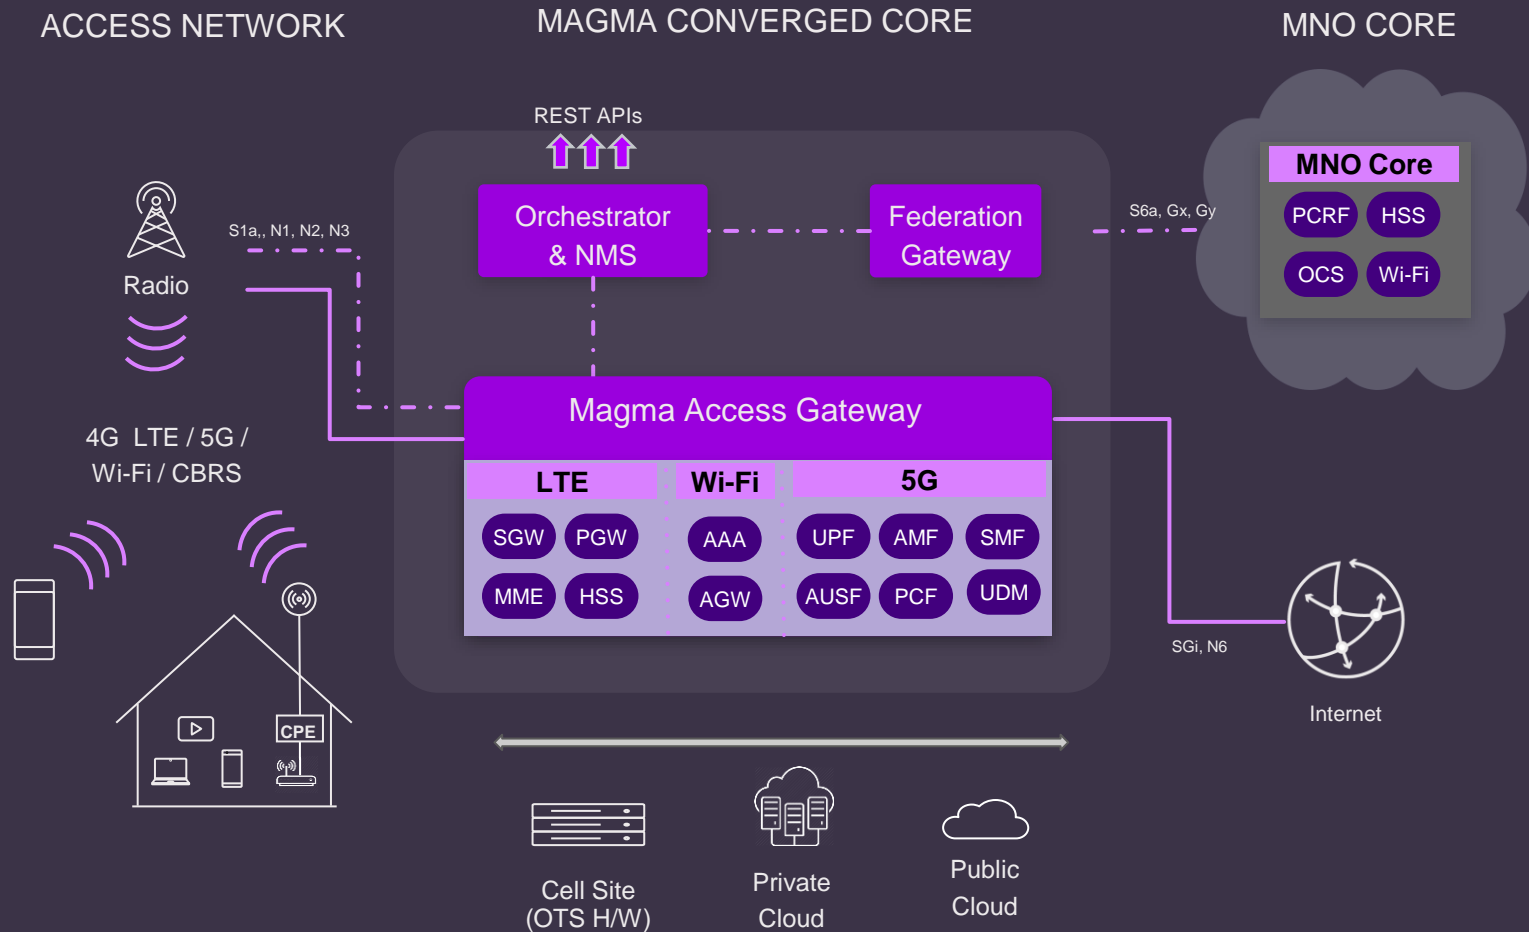 ACCESS NETWORK
MAGMA CONVERGED CORE
MNO CORE
REST APIs
Orchestrator
& NMS
Federation
Gateway
S6a, Gx, Gy
MNO Core
PCRF HSS
OCS Wi-Fi
S1a,, N1, N2, N3
Radio
4G LTE / 5G /
Wi-Fi / CBRS
Magma Access Gateway
LTE Wi-Fi 5G
SGW PGW AAA UPF AMF SMF
MME HSS AGW AUSF PCF UDM
SGi, N6
Internet
CPE
Cell Site
(OTS H/W)
Private
Cloud
Public
Cloud